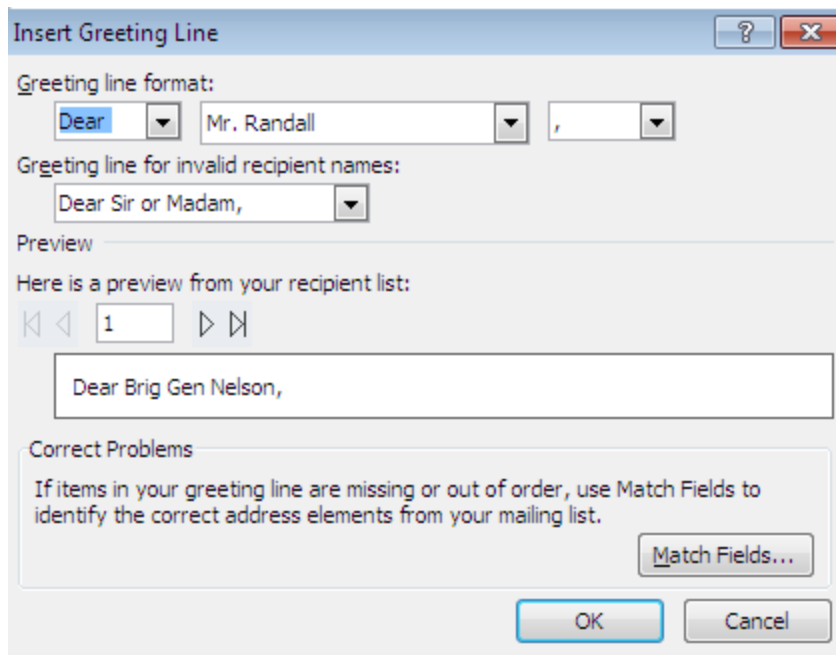 Insert Greeting Line
Greeting line format:
Dear Mr. Randall ,
Greeting line for invalid recipient names:
Dear Sir or Madam,
Preview
Here is a preview from your recipient list:
1
Dear Brig Gen Nelson,
Correct Problems
If items in your greeting line are missing or out of order, use Match Fields to
identify the correct address elements from your mailing list.
Match Fields...
OK Cancel